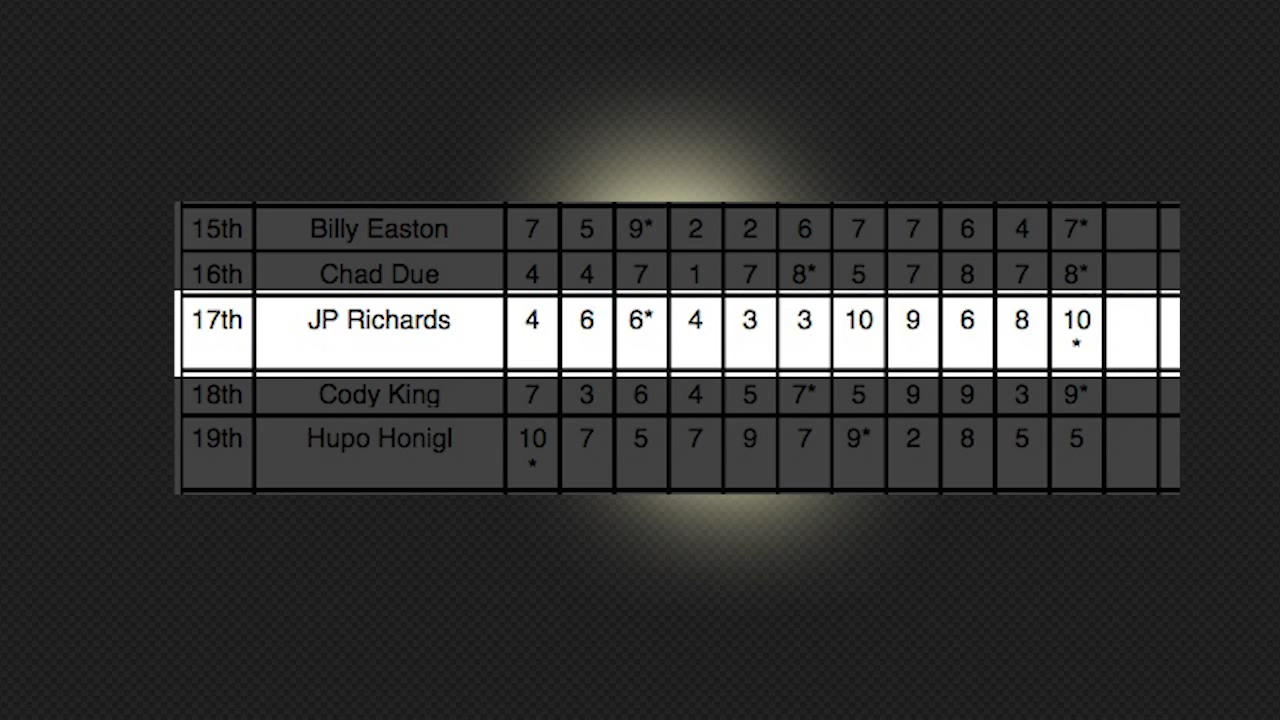 15th Billy Easton 7 5 9* 2 2 6 7 7 6 4 7*
16th Chad Due 4 4 7 1 7 8* 5 7 8 7 8*
17th JP Richards 4 6 6* 4 3 3 10 9 6 8 10
*
18th Cody King 7 3 6 4 5 7* 5 9 9 3 9*
19th Hupo Honigl 10 7 5 7 9 7 9* 2 8 5 5
*